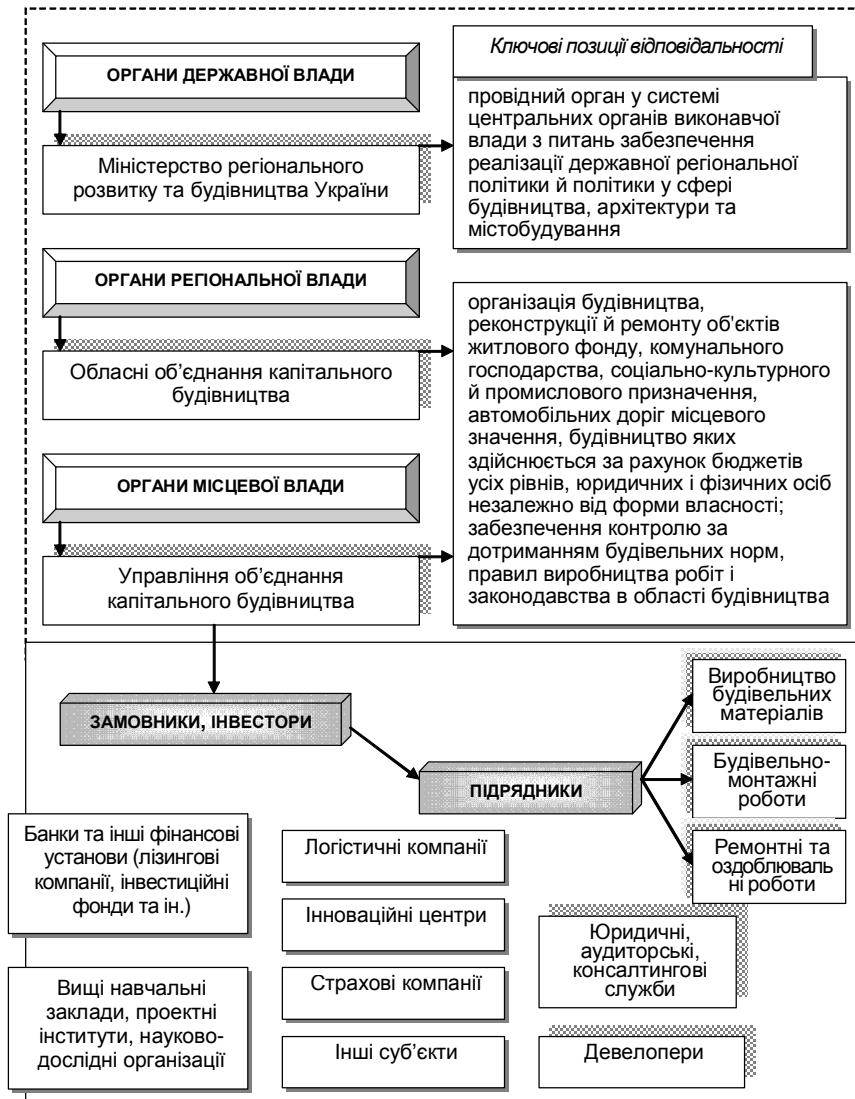 Ключові позиції відповідальності
ОРГАНИ ДЕРЖАВНОЇ ВЛАДИ
Міністерство регіонального
розвитку та будівництва України
провідний орган у системі
центральних органів виконавчої
влади з питань забезпечення
реалізації державної регіональної
політики й політики у сфері
будівництва, архітектури та
містобудування
ОРГАНИ РЕГІОНАЛЬНОЇ ВЛАДИ
Обласні об’єднання капітального
будівництва
ОРГАНИ МІСЦЕВОЇ ВЛАДИ
Управління об’єднання
капітального будівництва
організація будівництва,
реконструкції й ремонту об'єктів
житлового фонду, комунального
господарства, соціально-культурного
й промислового призначення,
автомобільних доріг місцевого
значення, будівництво яких
здійснюється за рахунок бюджетів
усіх рівнів, юридичних і фізичних осіб
незалежно від форми власності;
забезпечення контролю за
дотриманням будівельних норм,
правил виробництва робіт і
законодавства в області будівництва
ЗАМОВНИКИ, ІНВЕСТОРИ
ПІДРЯДНИКИ
Виробництво
будівельних
матеріалів
Будівельно-
монтажні
роботи
Ремонтні та
оздоблюваль
ні роботи
Банки та інші фінансові
установи (лізингові
компанії, інвестиційні
фонди та ін.)
Логістичні компанії
Інноваційні центри
Юридичні,
аудиторські,
консалтингові
служби
Вищі навчальні
заклади, проектні
інститути, науково-
дослідні організації
Страхові компанії
Інші суб’єкти
Девелопери